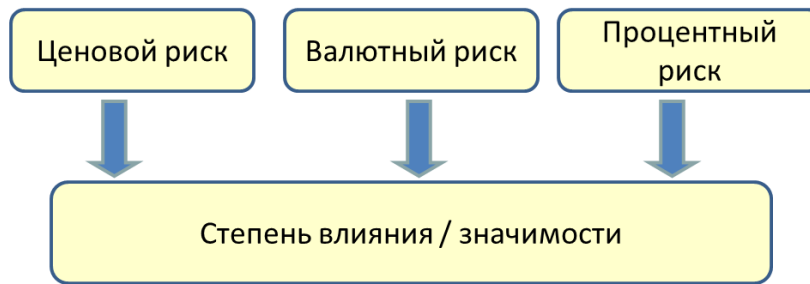 Ценовой риск
Валютный риск
Процентный
риск
Степень влияния / значимости